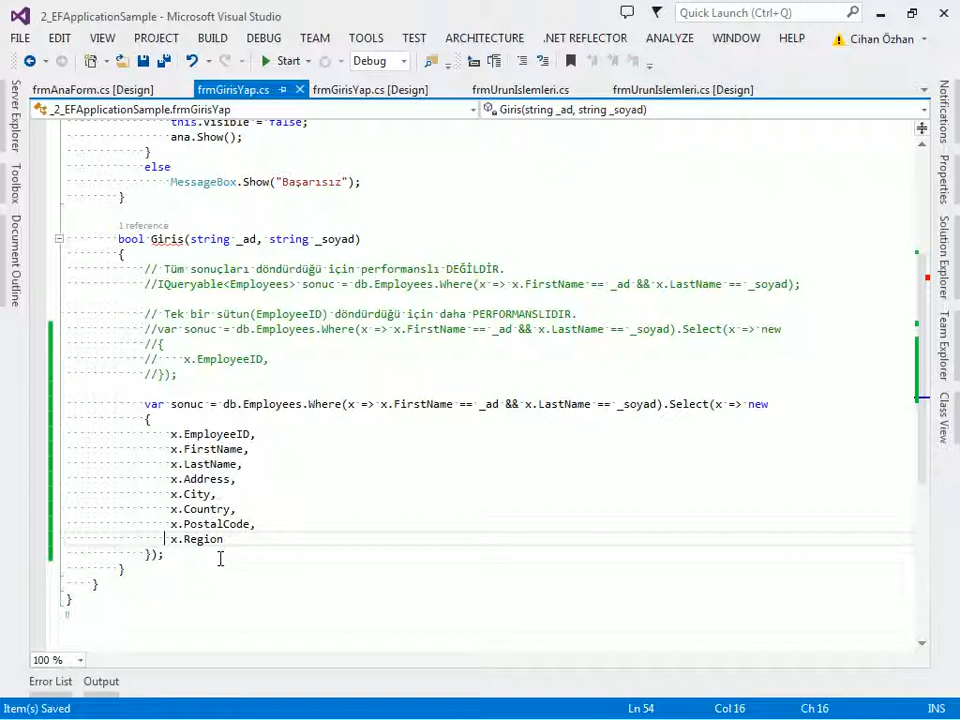 2_EFApplicationSample - Microsoft Visual Studio
Quick Launch (Ctrl+Q)
FILE EDIT VIEW PROJECT BUILD DEBUG TEAM TOOLS TEST ARCHITECTURE .NET REFLECTOR ANALYZE WINDOW HELP Cihan Özhan
Start Debug
frmAnaForm.cs [Design] frmGirisYap.cs frmGirisYap.cs [Design] frmUrunIslemleri.cs frmUrunIslemleri.cs [Design]
_2_EFApplicationSample.frmGirisYap Giris(string _ad, string _soyad)
this.Visible = false;
ana.Show();
}
else
MessageBox.Show("Başarısız");
}
1 reference
bool Giris(string _ad, string _soyad)
{
// Tüm sonuçları döndürdüğü için performanslı DEĞİLDİR.
//IQueryable<Employees> sonuc = db.Employees.Where(x => x.FirstName == _ad && x.LastName == _soyad);
// Tek bir sütun(EmployeeID) döndürdüğü için daha PERFORMANSLIDIR.
//var sonuc = db.Employees.Where(x => x.FirstName == _ad && x.LastName == _soyad).Select(x => new
//{
// x.EmployeeID,
//});
var sonuc = db.Employees.Where(x => x.FirstName == _ad && x.LastName == _soyad).Select(x => new
{
x.EmployeeID,
x.FirstName,
x.LastName,
x.Address,
x.City,
x.Country,
x.PostalCode,
x.Region
});
}
}
}
100 %
Error List Output
Item(s) Saved Ln 54 Col 16 Ch 16 INS
Server Explorer
Toolbox
Document Outline
Notifications
Properties
Solution Explorer
Team Explorer
Class View